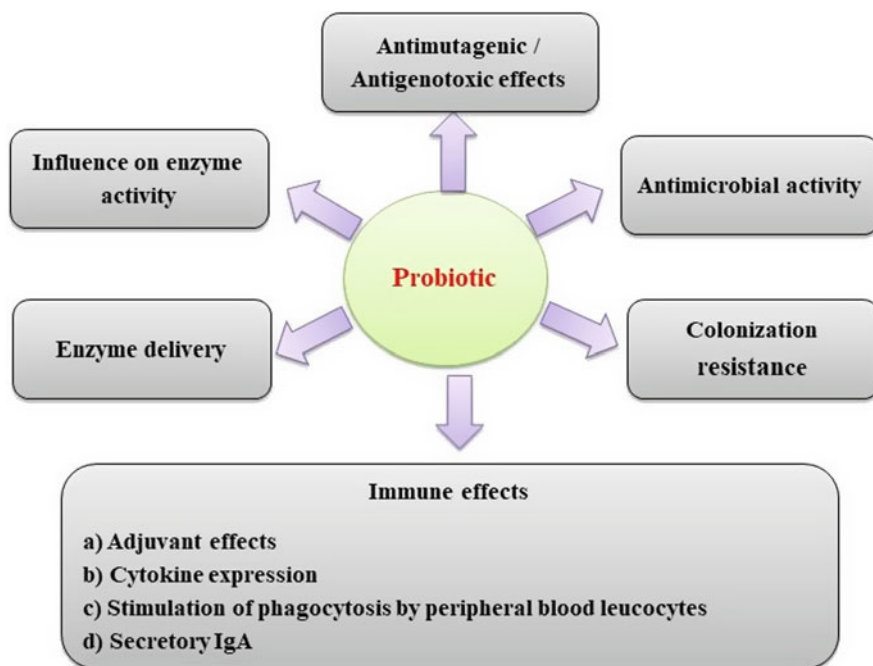 Antimutagenic /
Antigenotoxic effects
Influence on enzyme
activity
Antimicrobial activity
Probiotic
Enzyme delivery
Colonization
resistance
Immune effects
a) Adjuvant effects
b) Cytokine expression
c) Stimulation of phagocytosis by peripheral blood leucocytes
d) Secretory IgA